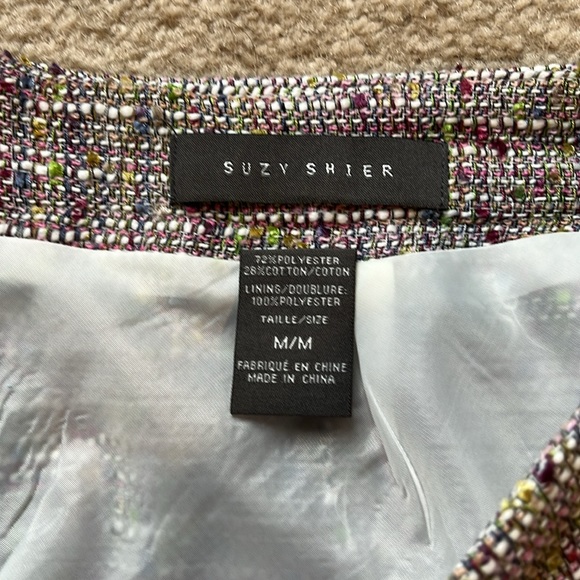 SUZY SHIER
72%POLYESTER
28%COTTON/COTON
LINING/DOUBLURE:
100%POLYESTER
TAILLE/SIZE
M/M
FABRIQUÉ EN CHINE
MADE IN CHINA